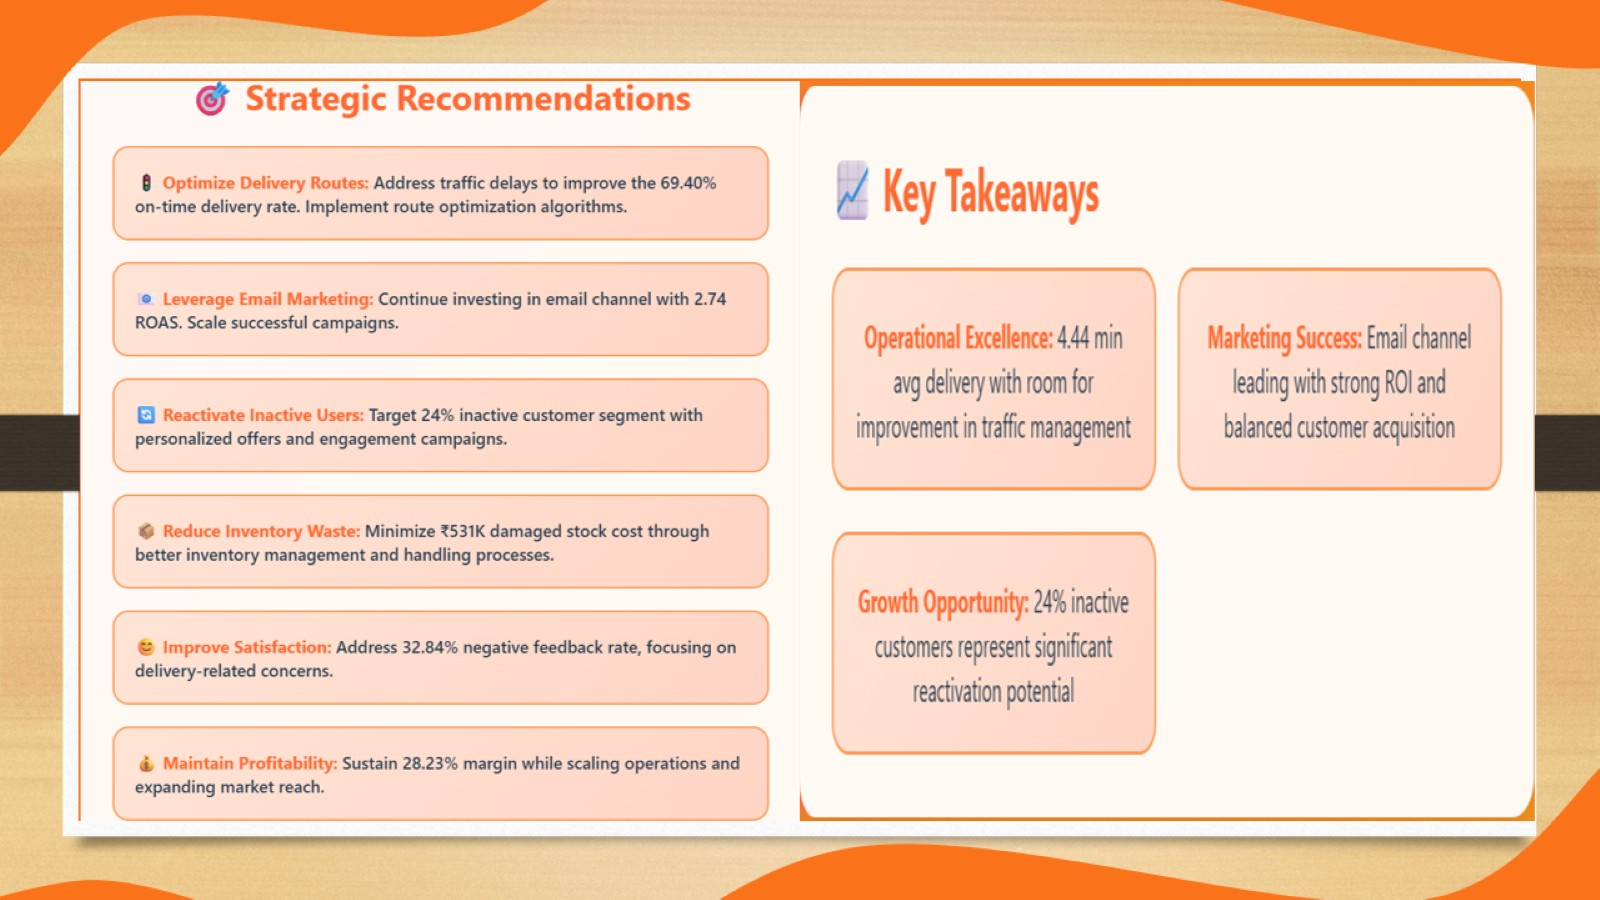 Strategic Recommendations
Optimize Delivery Routes: Address traffic delays to improve the 69.40%
on-time delivery rate. Implement route optimization algorithms.
Leverage Email Marketing: Continue investing in email channel with 2.74
ROAS. Scale successful campaigns.
Reactivate Inactive Users: Target 24% inactive customer segment with
personalized offers and engagement campaigns.
Reduce Inventory Waste: Minimize ₹531K damaged stock cost through
better inventory management and handling processes.
Improve Satisfaction: Address 32.84% negative feedback rate, focusing on
delivery-related concerns.
Maintain Profitability: Sustain 28.23% margin while scaling operations and
expanding market reach.
Key Takeaways
Operational Excellence: 4.44 min
avg delivery with room for
improvement in traffic management
Marketing Success: Email channel
leading with strong ROI and
balanced customer acquisition
Growth Opportunity: 24% inactive
customers represent significant
reactivation potential